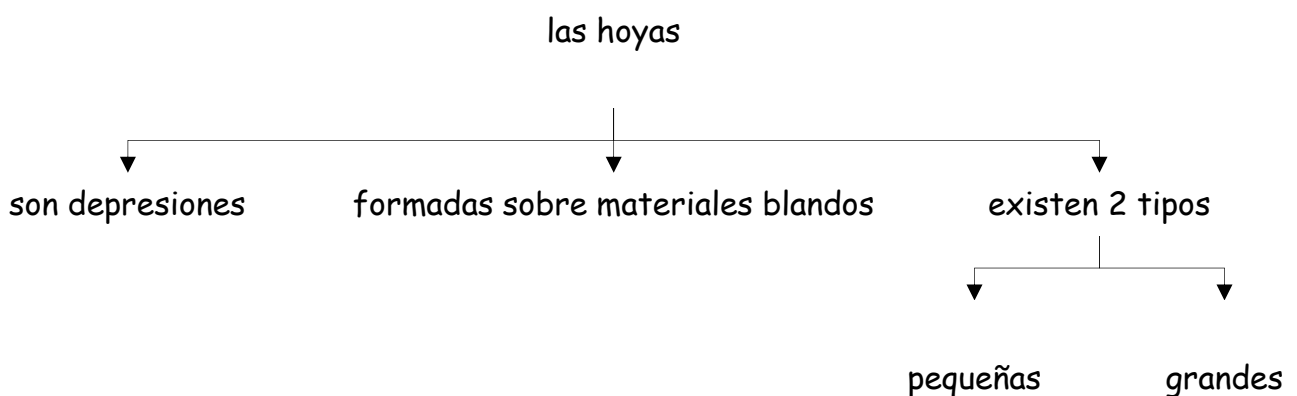 las hoyas
son depresiones
formadas sobre materiales blandos
existen 2 tipos
pequeñas
grandes